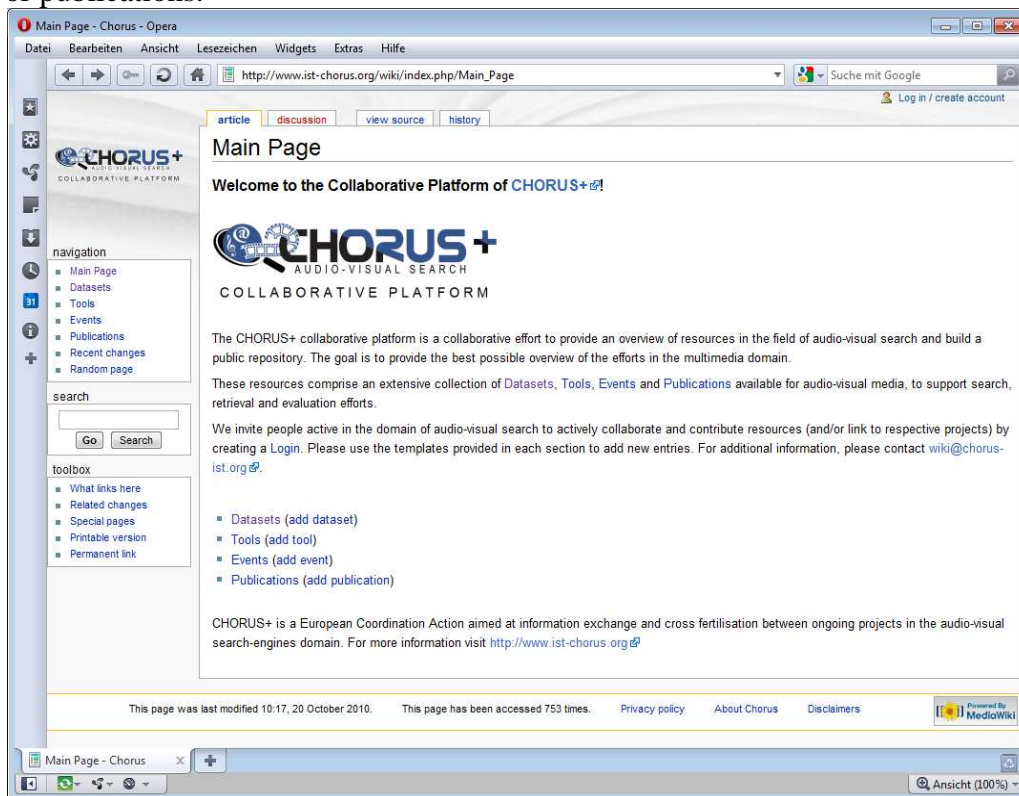 or publications.
Main Page - Chorus - Opera
Datei Bearbeiten Ansicht Lesezeichen Widgets Extras Hilfe
http://www.ist-chorus.org/wiki/index.php/Main_Page
Suche mit Google
Log in / create account
article discussion view source history
CHORUS+
AUDIO-VISUAL SEARCH
COLLABORATIVE PLATFORM
navigation
Main Page
Datasets
Tools
Events
Publications
Recent changes
Random page
search
Go Search
toolbox
What links here
Related changes
Special pages
Printable version
Permanent link
31
Main Page
Welcome to the Collaborative Platform of CHORUS+!
CHORUS+
AUDIO-VISUAL SEARCH
COLLABORATIVE PLATFORM
The CHORUS+ collaborative platform is a collaborative effort to provide an overview of resources in the field of audio-visual search and build a
public repository. The goal is to provide the best possible overview of the efforts in the multimedia domain.
These resources comprise an extensive collection of Datasets, Tools, Events and Publications available for audio-visual media, to support search,
retrieval and evaluation efforts.
We invite people active in the domain of audio-visual search to actively collaborate and contribute resources (and/or link to respective projects) by
creating a Login. Please use the templates provided in each section to add new entries. For additional information, please contact wiki@chorus-
ist.org.
Datasets (add dataset)
Tools (add tool)
Events (add event)
Publications (add publication)
CHORUS+ is a European Coordination Action aimed at information exchange and cross fertilisation between ongoing projects in the audio-visual
search-engines domain. For more information visit http://www.ist-chorus.org
This page was last modified 10:17, 20 October 2010. This page has been accessed 753 times. Privacy policy About Chorus Disclaimers
Powered By
MediaWiki
Main Page - Chorus
Ansicht (100%)